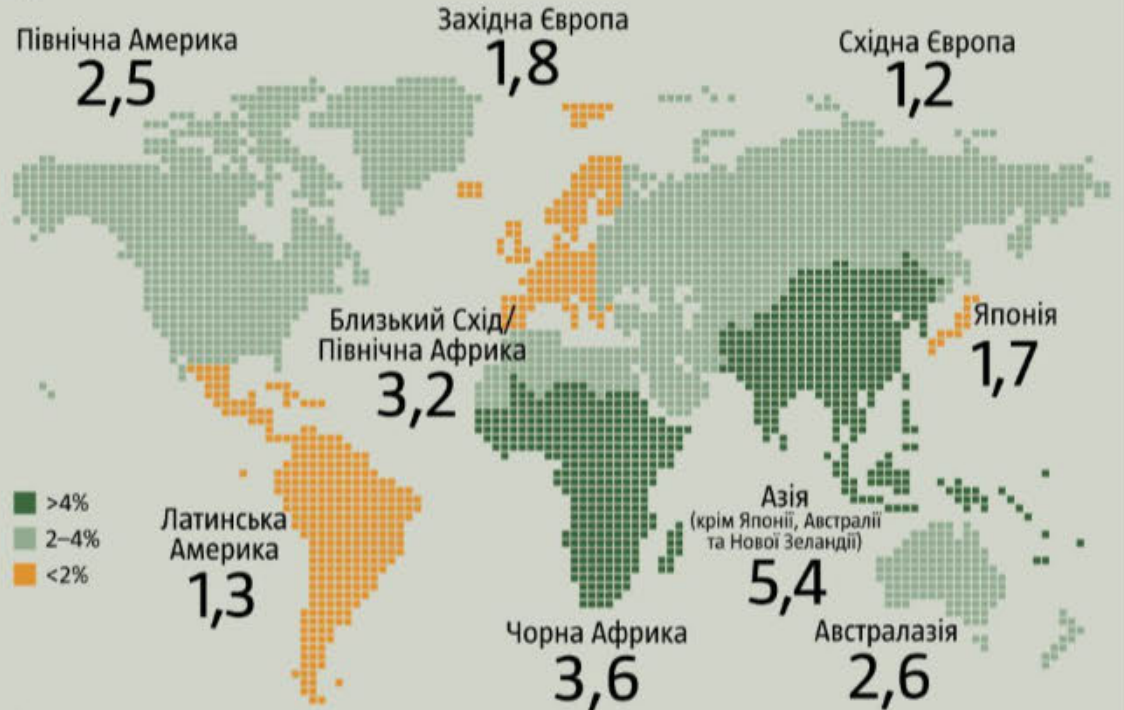 Північна Америка
2,5
Західна Європа
1,8
Східна Європа
1,2
Близький Схід/
Північна Африка
3,2
Японія
1,7
>4%
2–4%
<2%
Латинська
Америка
1,3
Азія
(крім Японії, Австралії
та Нової Зеландії)
5,4
Чорна Африка
3,6
Австралазія
2,6